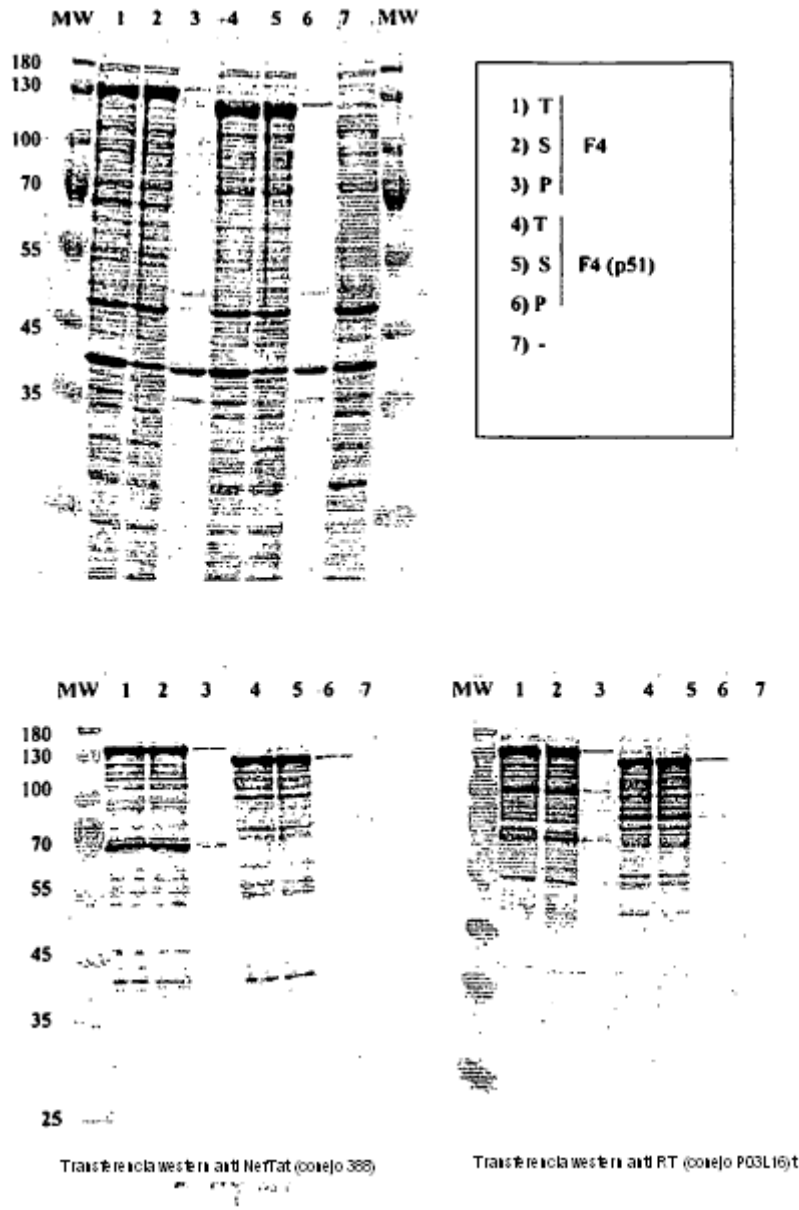 MW 1 2 3 4 5 6 7 MW
180
130
100
70
55
45
35
1) T
2) S F4
3) P
4) T
5) S F4 (p51)
6) P
7) -
MW 1 2 3 4 5 6 7
180
130
100
70
55
45
35
25
Transferencia western anti NefTat (conejo 388)
MW 1 2 3 4 5 6 7
Transferencia western anti RT (conejo P03L16) t